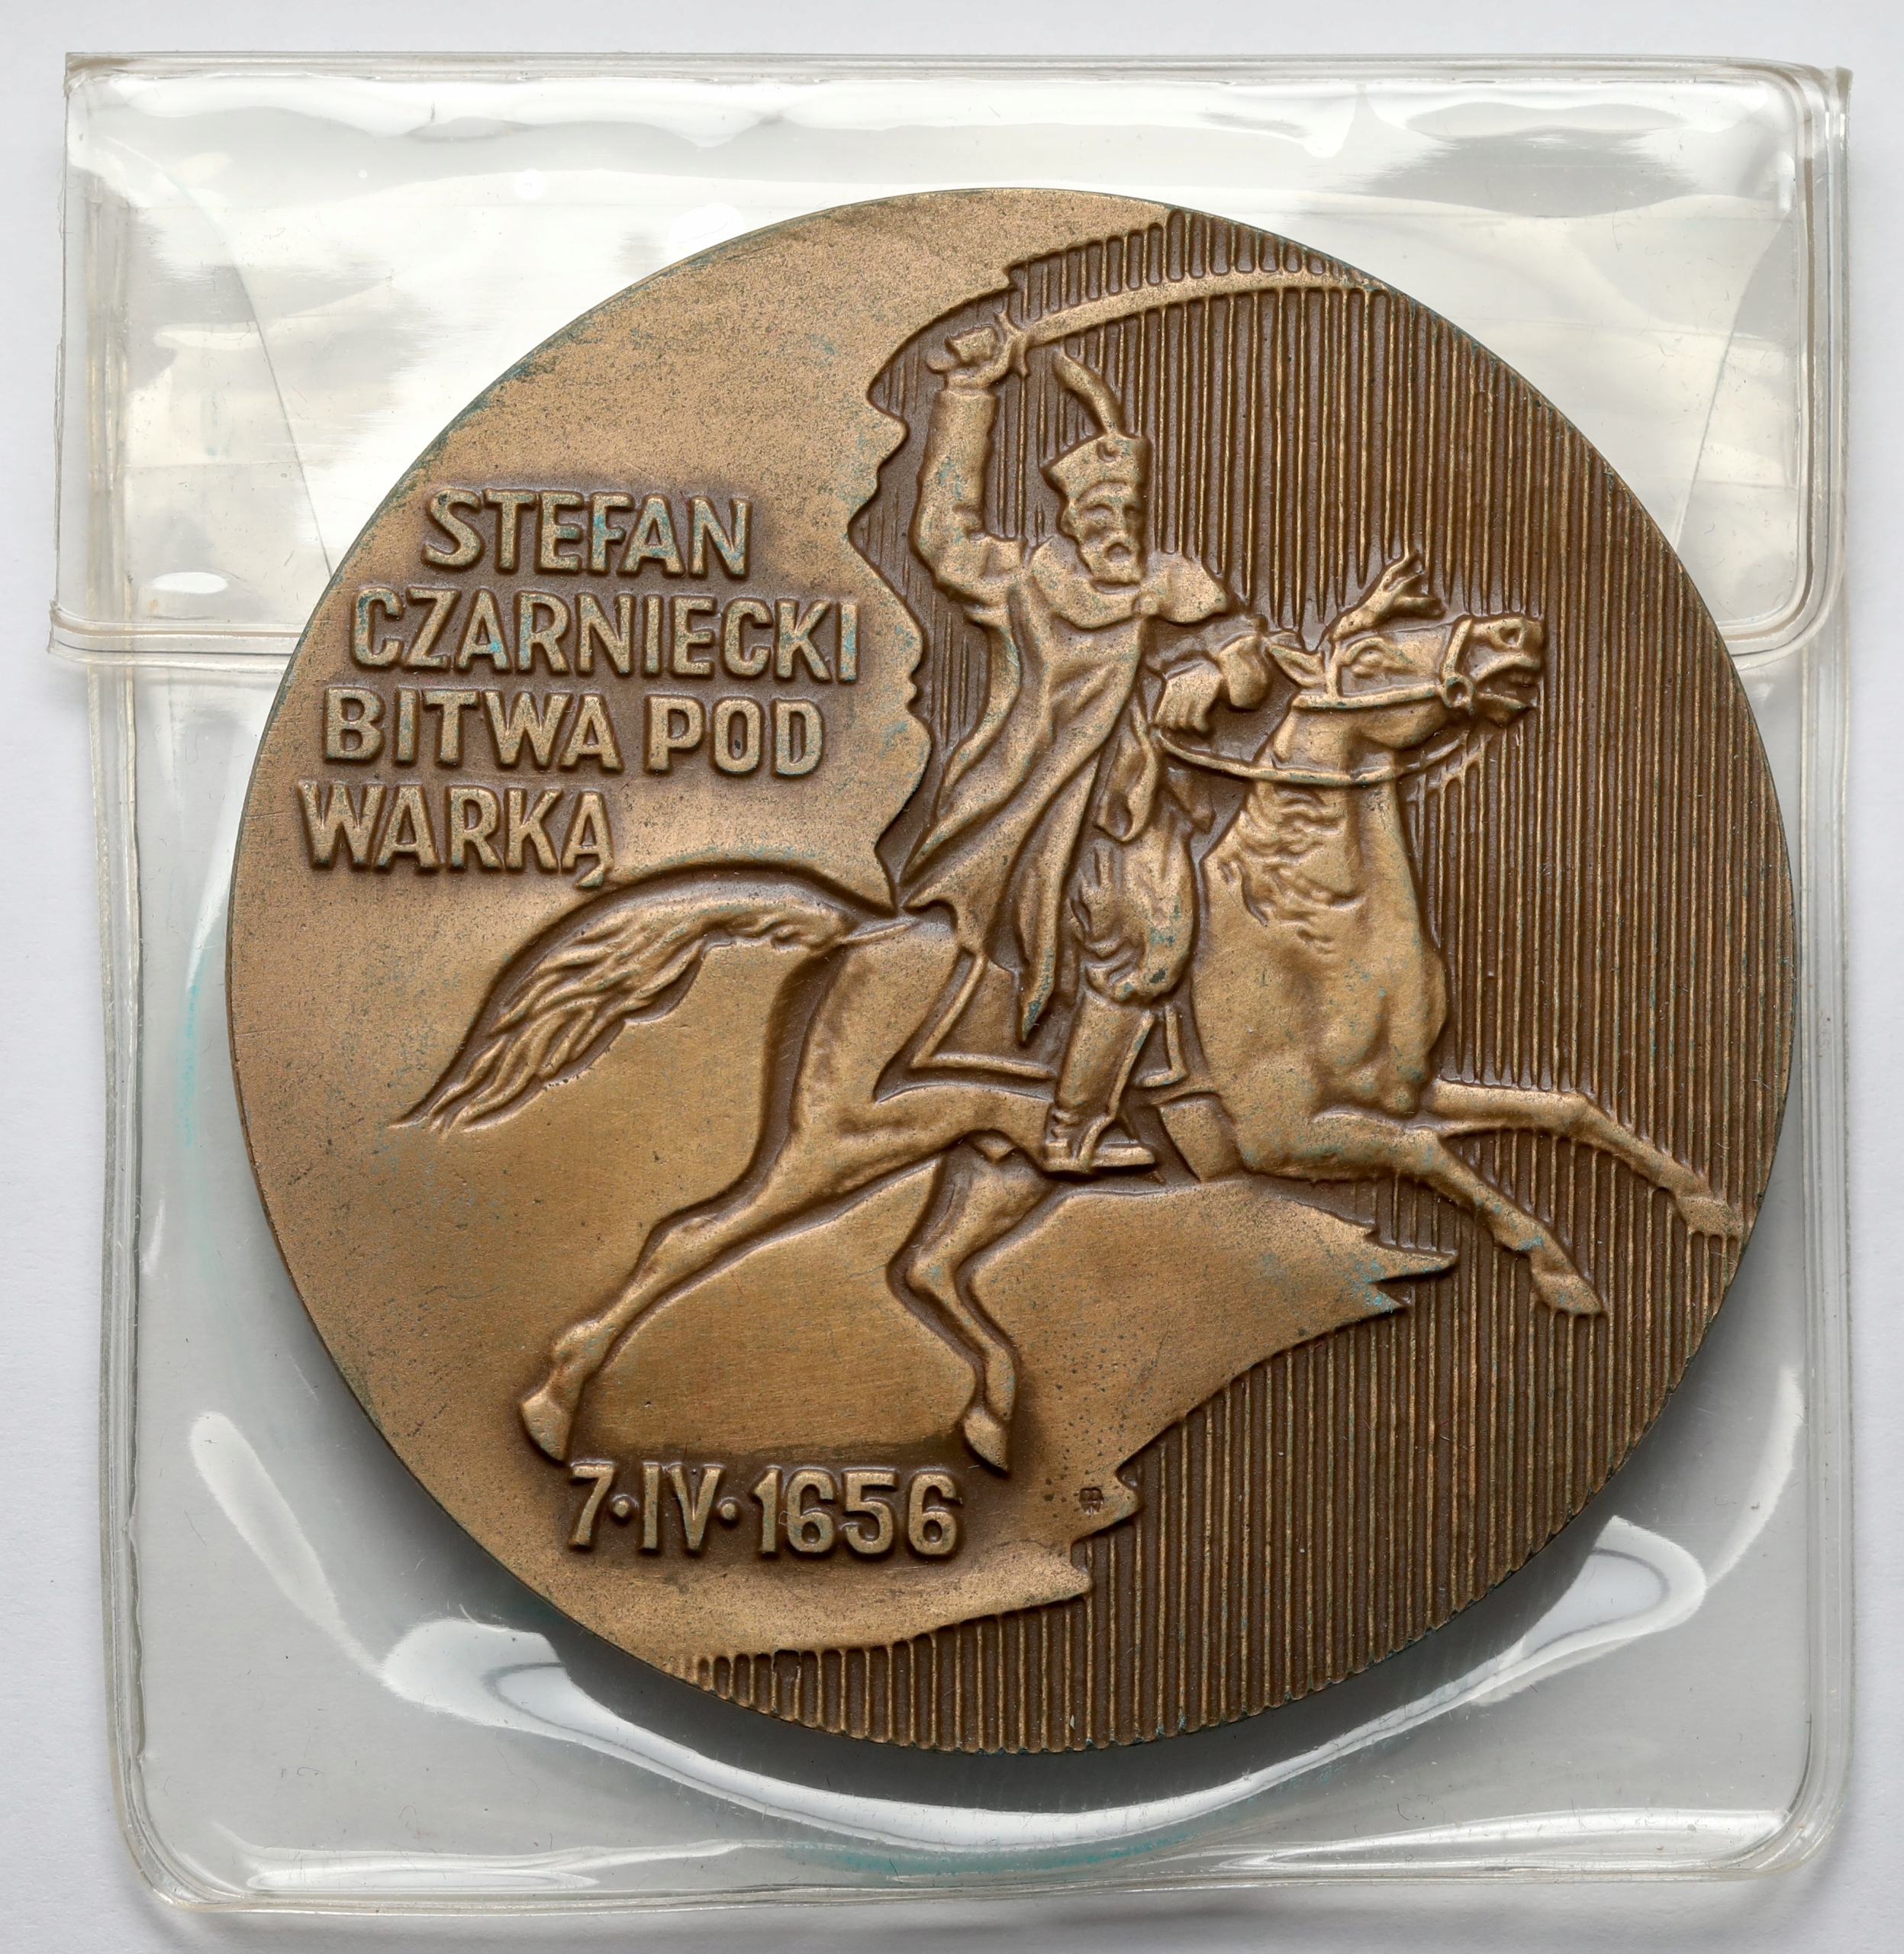 STEFAN
CZARNIECKI
BITWA POD
WARKĄ
7·IV·1656